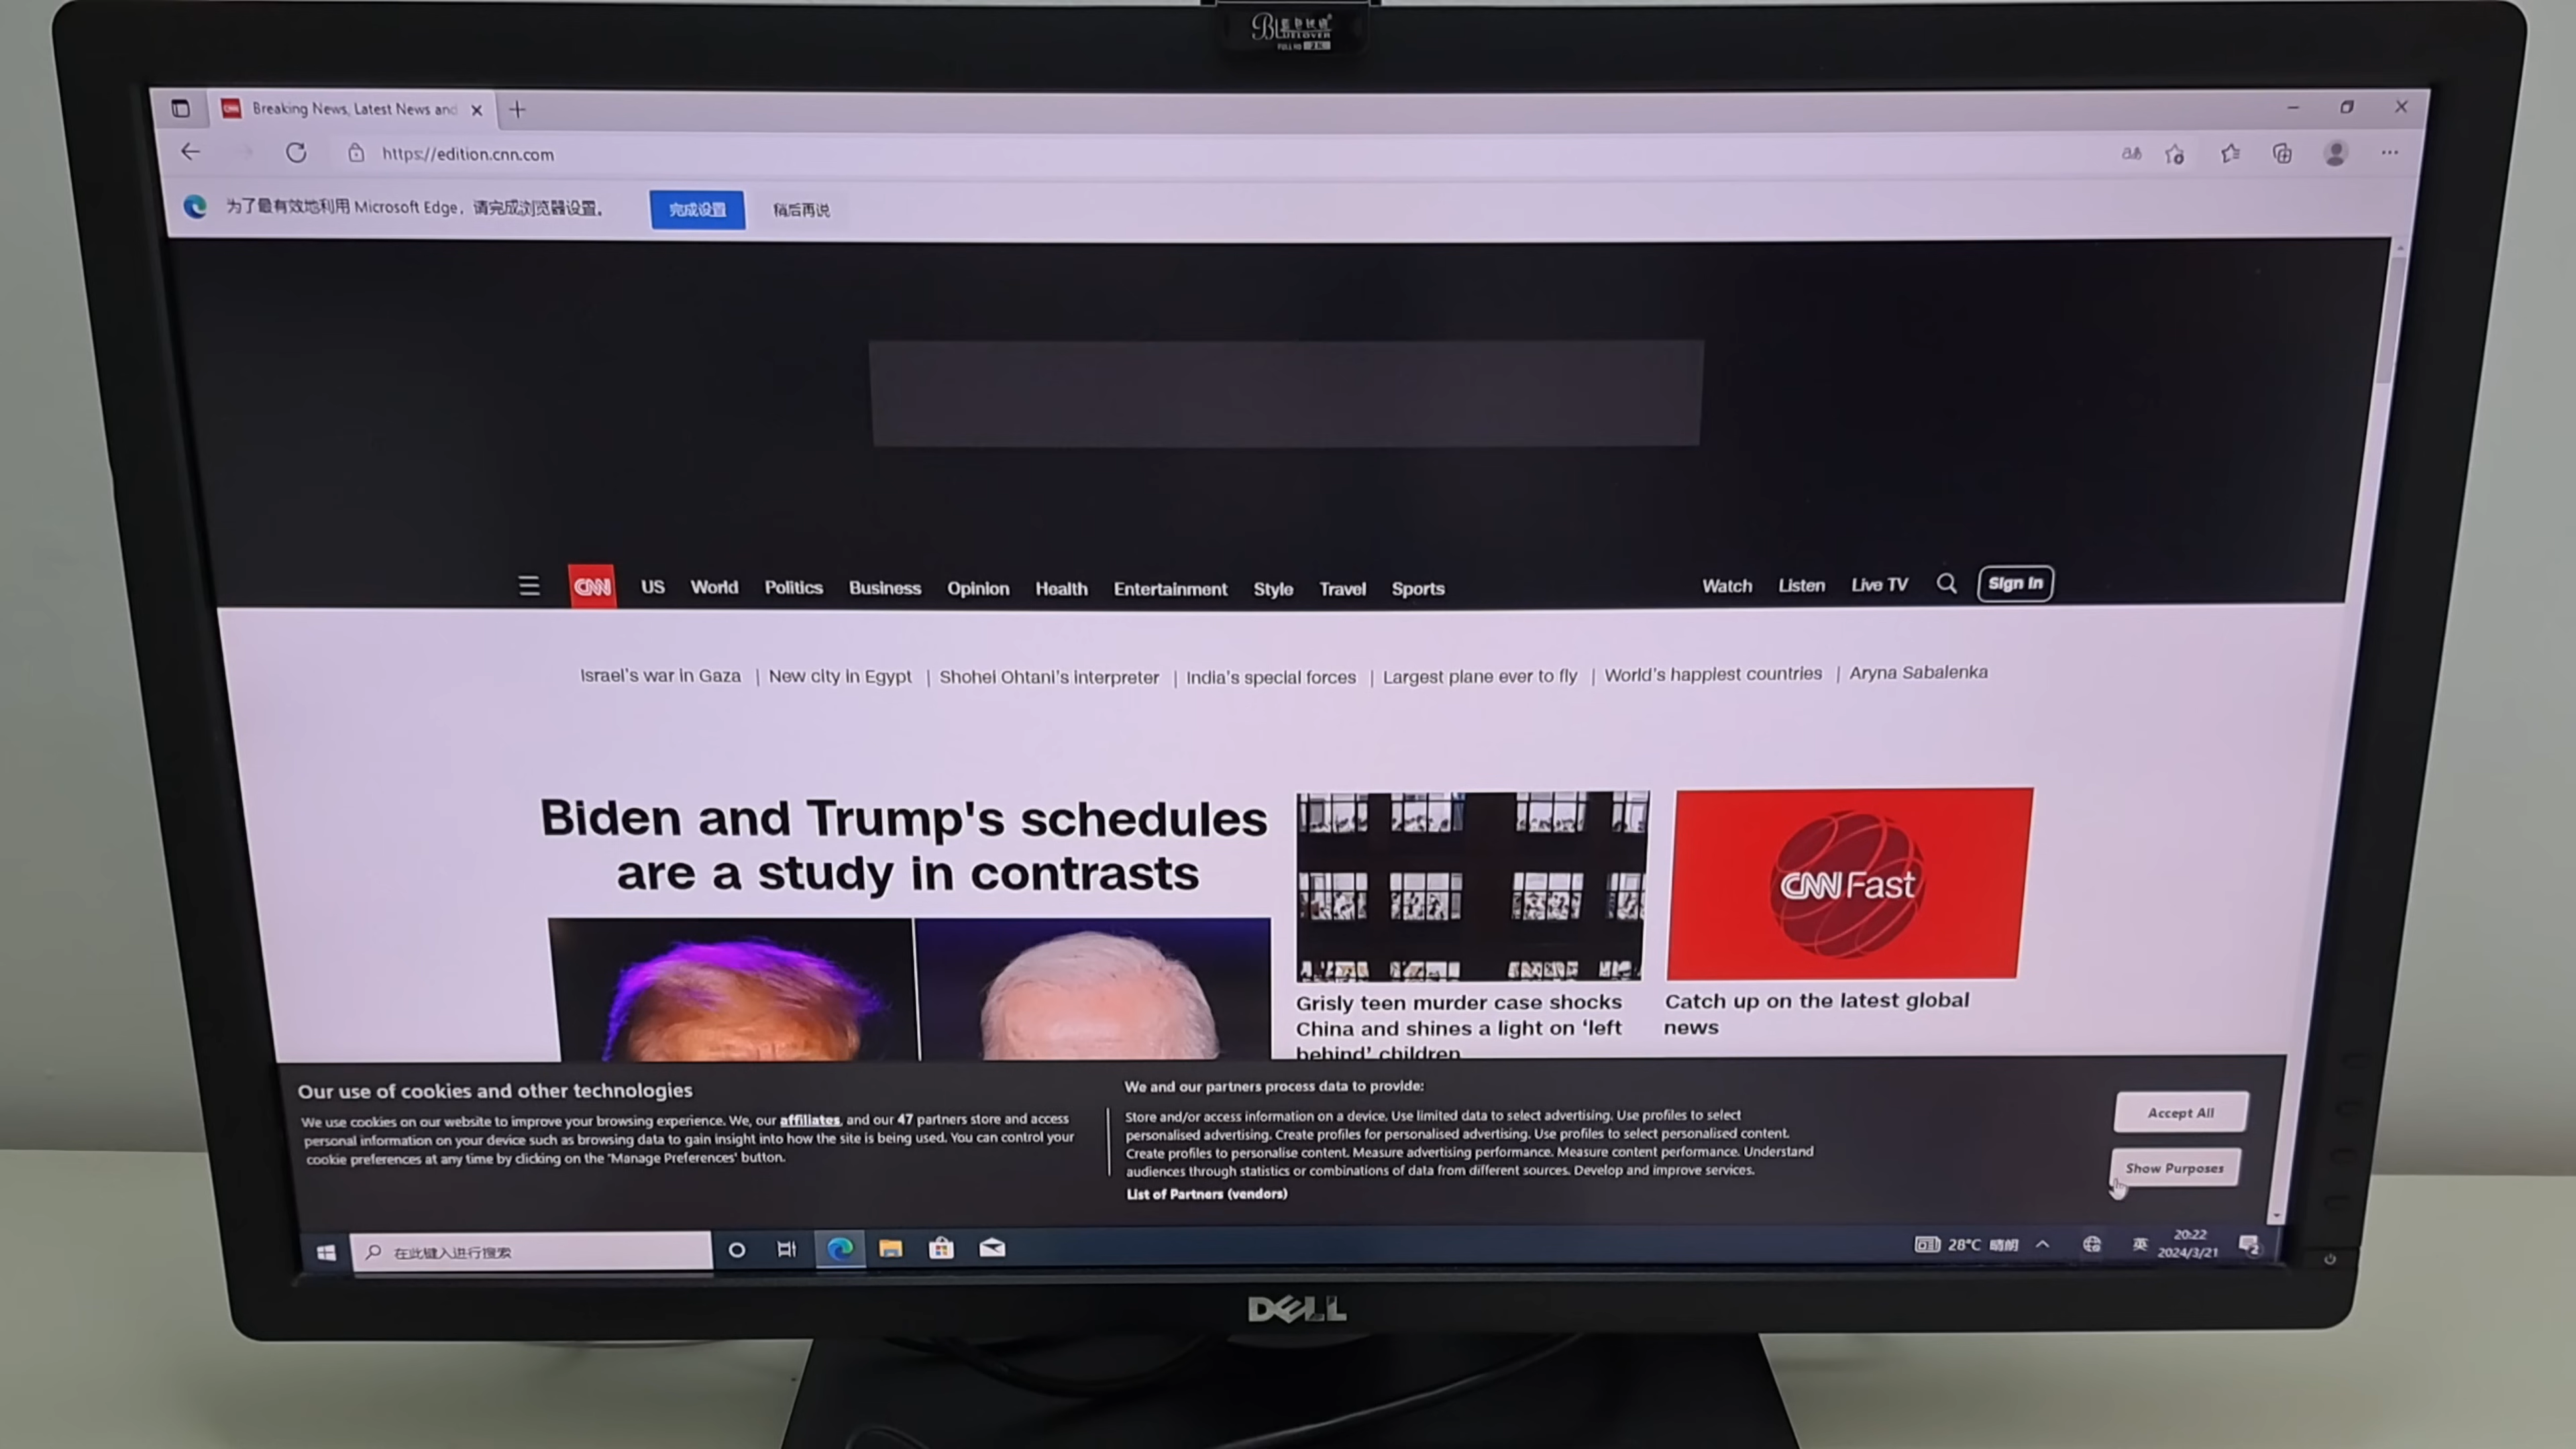 BLUELOVER
FULL HD 2K
Breaking News, Latest News and
https://edition.cnn.com
为了最有效地利用 Microsoft Edge，请完成浏览器设置。
完成设置
稍后再说
CNN US World Politics Business Opinion Health Entertainment Style Travel Sports Watch Listen Live TV Sign in
Israel's war in Gaza | New city in Egypt | Shohei Ohtani's interpreter | India's special forces | Largest plane ever to fly | World's happiest countries | Aryna Sabalenka
Biden and Trump's schedules
are a study in contrasts
CNN Fast
Grisly teen murder case shocks
China and shines a light on 'left
behind' children
Catch up on the latest global
news
Our use of cookies and other technologies
We use cookies on our website to improve your browsing experience. We, our affiliates, and our 47 partners store and access
personal information on your device such as browsing data to gain insight into how the site is being used. You can control your
cookie preferences at any time by clicking on the 'Manage Preferences' button.
We and our partners process data to provide:
Store and/or access information on a device. Use limited data to select advertising. Use profiles to select
personalised advertising. Create profiles for personalised advertising. Use profiles to select personalised content.
Create profiles to personalise content. Measure advertising performance. Measure content performance. Understand
audiences through statistics or combinations of data from different sources. Develop and improve services.
List of Partners (vendors)
Accept All
Show Purposes
在此键入进行搜索
28°C 晴朗
英
20:22
2024/3/21
2
DELL